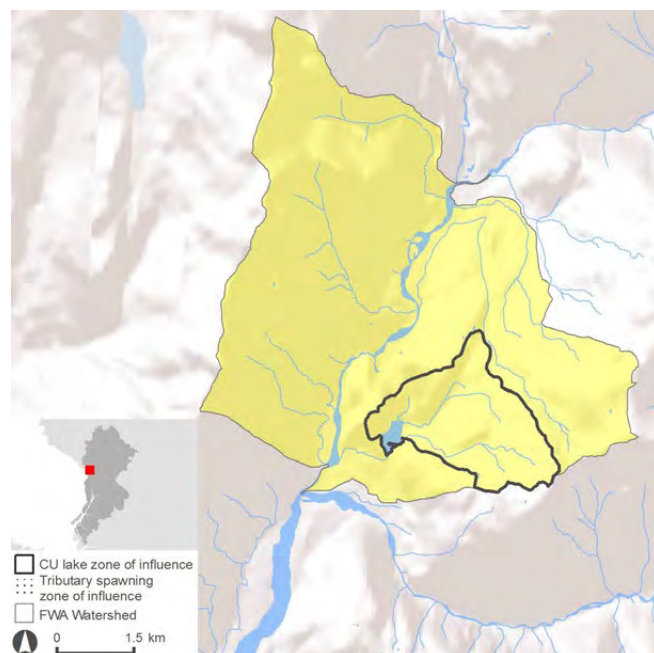 CU lake zone of influence
Tributary spawning
zone of influence
FWA Watershed
0 1.5 km